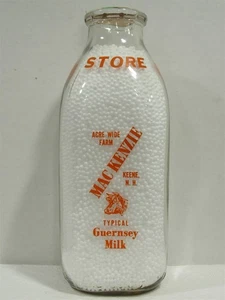 STORE
ACRE-WIDE
FARM
MAC KENZIE
KEENE,
N. H.
TYPICAL
Guernsey
Milk